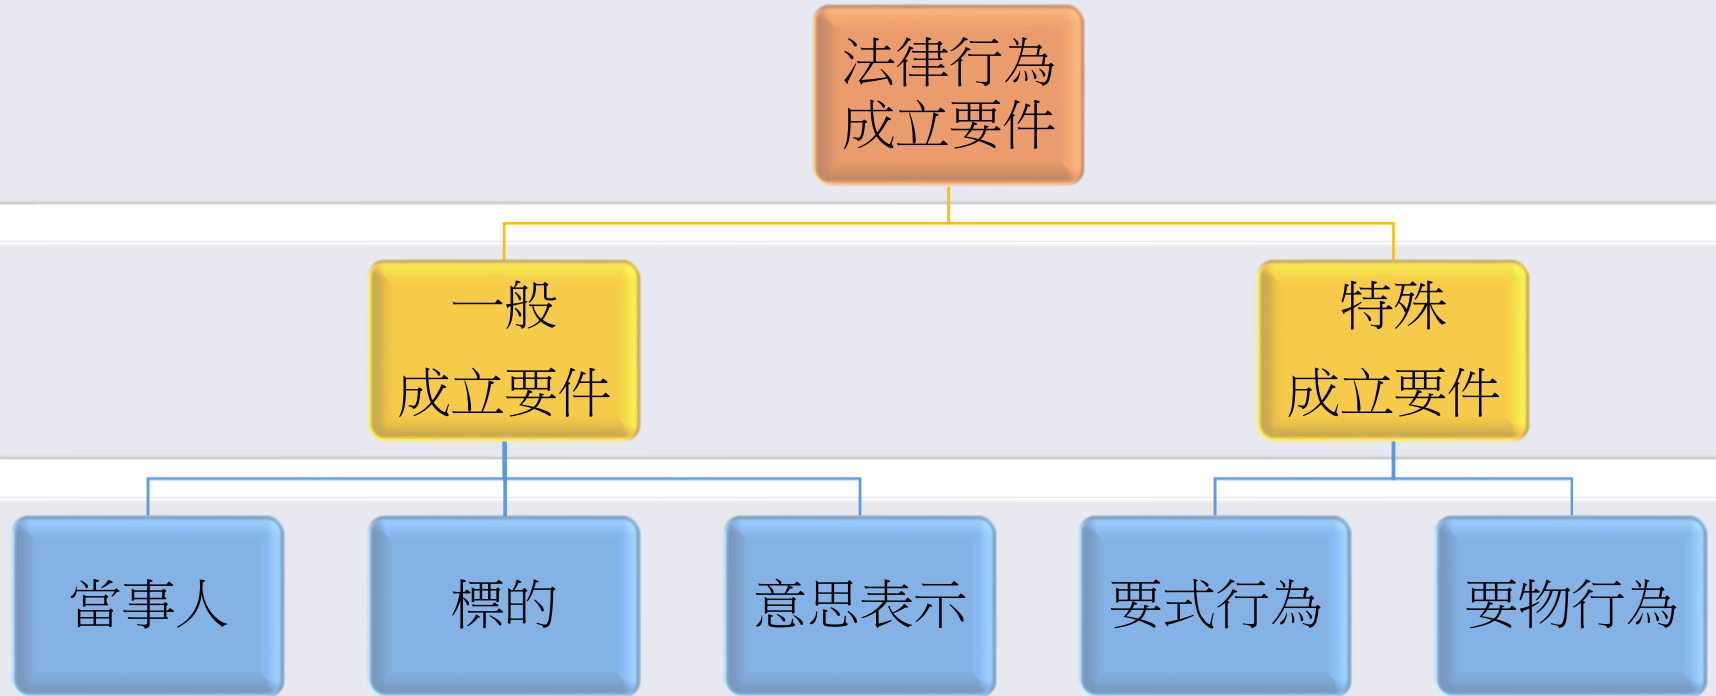 法律行為
成立要件
一般
成立要件
特殊
成立要件
當事人
標的
意思表示
要式行為
要物行為